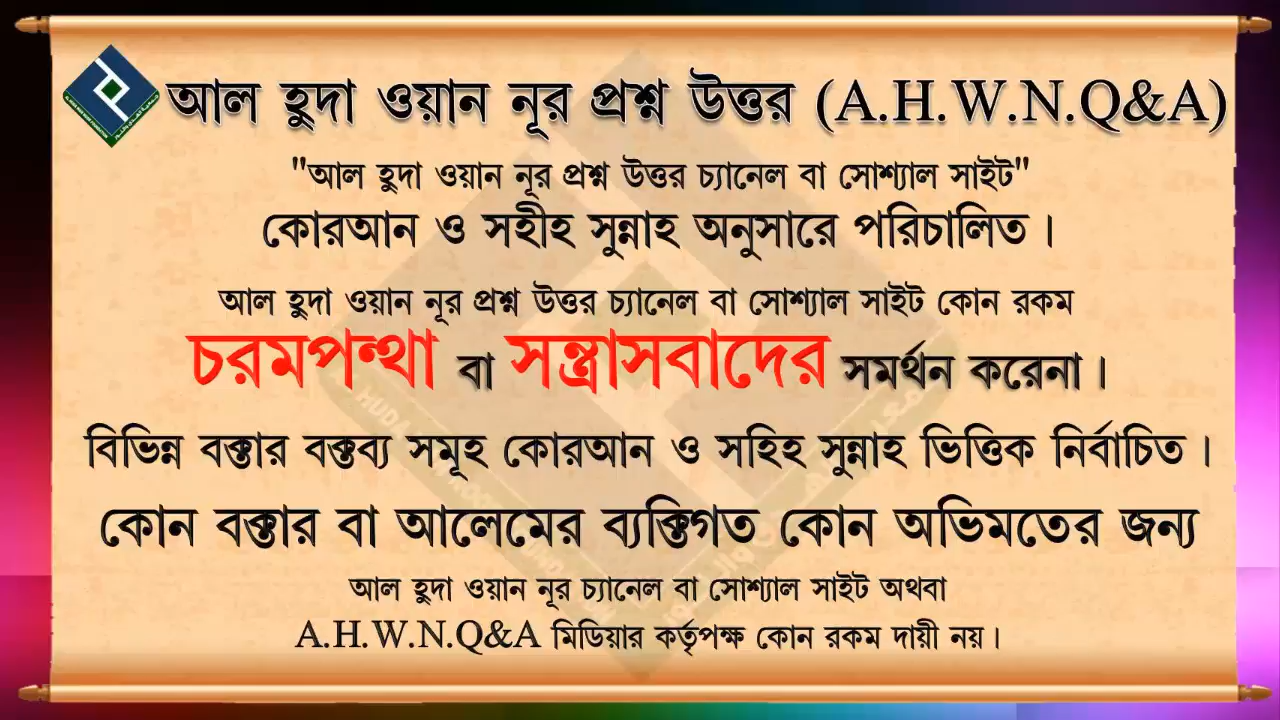 আল হুদা ওয়ান নূর প্রশ্ন উত্তর (A.H.W.N.Q&A)
"আল হুদা ওয়ান নূর প্রশ্ন উত্তর চ্যানেল বা সোশ্যাল সাইট"
কোরআন ও সহীহ সুন্নাহ অনুসারে পরিচালিত।
আল হুদা ওয়ান নূর প্রশ্ন উত্তর চ্যানেল বা সোশ্যাল সাইট কোন রকম
চরমপন্থা বা সন্ত্রাসবাদের সমর্থন করেনা।
বিভিন্ন বক্তার বক্তব্য সমূহ কোরআন ও সহিহ সুন্নাহ ভিত্তিক নির্বাচিত।
কোন বক্তার বা আলেমের ব্যক্তিগত কোন অভিমতের জন্য
আল হুদা ওয়ান নূর চ্যানেল বা সোশ্যাল সাইট অথবা
A.H.W.N.Q&A মিডিয়ার কর্তৃপক্ষ কোন রকম দায়ী নয়।